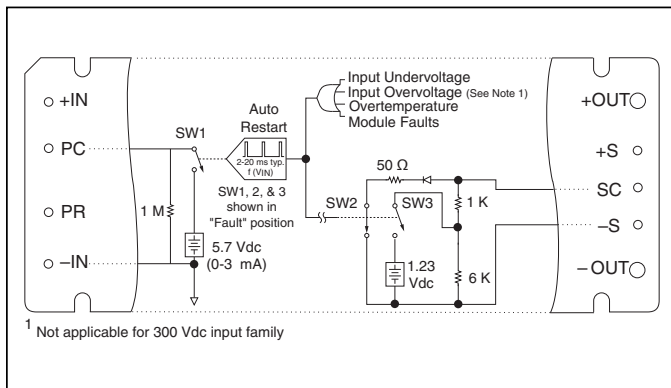 +IN
PC
PR
−IN
SW1
1 M
5.7 Vdc
(0-3 mA)
Auto
Restart
2-20 ms typ.
f (VIN)
SW1, 2, & 3
shown in
"Fault" position
Input Undervoltage
Input Overvoltage (See Note 1)
Overtemperature
Module Faults
50 Ω
SW2
SW3
1 K
1.23
Vdc
6 K
+OUT
+S
SC
−S
−OUT
1 Not applicable for 300 Vdc input family